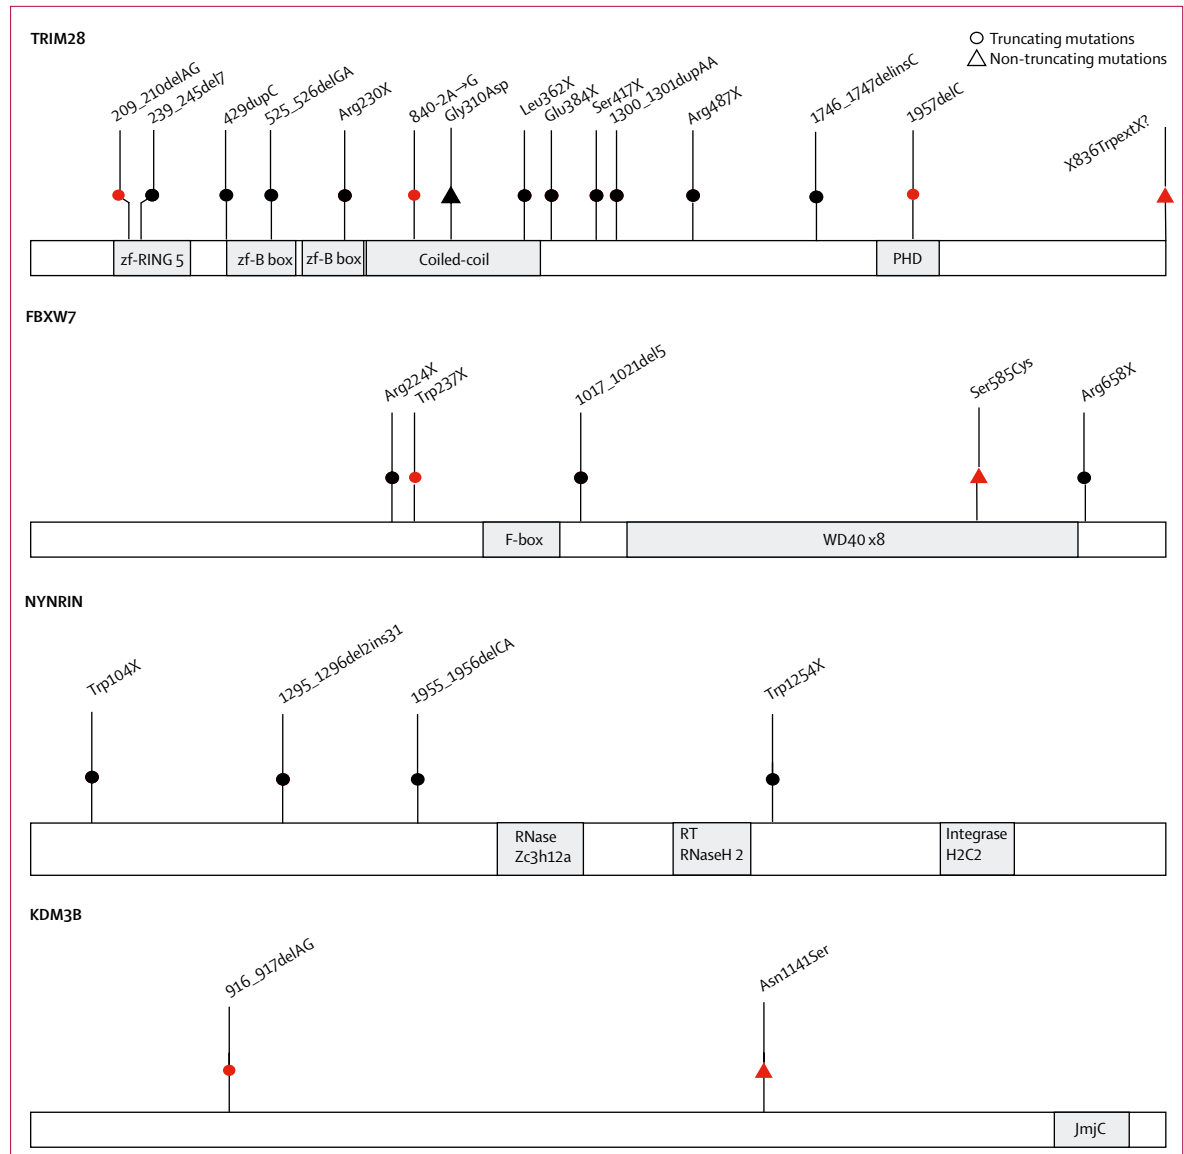 TRIM28
Truncating mutations
Non-truncating mutations
209_210delAG
239_245del7
429dupC
525_526delGA
Arg230X
840-2A→G
Gly310Asp
Leu362X
Glu384X
Ser417X
1300_1301dupAA
Arg487X
1746_1747delinsC
1957delC
X836TrpextX?
zf-RING 5
zf-B box
zf-B box
Coiled-coil
PHD
FBXW7
Arg224X
Trp237X
1017_1021del5
Ser585Cys
Arg658X
F-box
WD40 x8
NYNRIN
Trp104X
1295_1296del2ins31
1955_1956delCA
Trp1254X
RNase
Zc3h12a
RT
RNaseH 2
Integrase
H2C2
KDM3B
916_917delAG
Asn1141Ser
JmjC